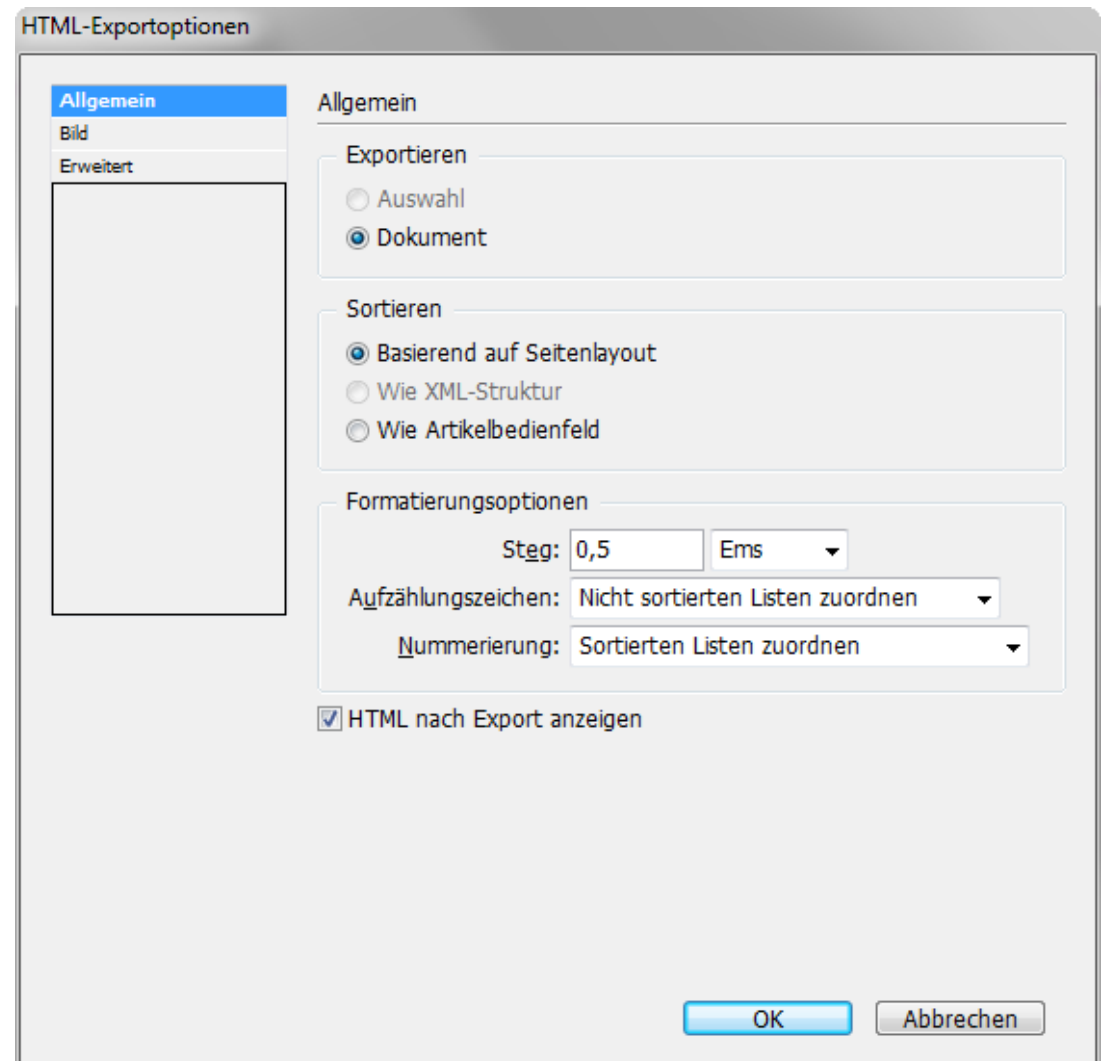 HTML-Exportoptionen
Allgemein
Bild
Erweitert
Allgemein
Exportieren
Auswahl
Dokument
Sortieren
Basierend auf Seitenlayout
Wie XML-Struktur
Wie Artikelbedienfeld
Formatierungsoptionen
Steg: 0,5 Ems
Aufzählungszeichen: Nicht sortierten Listen zuordnen
Nummerierung: Sortierten Listen zuordnen
HTML nach Export anzeigen
OK Abbrechen